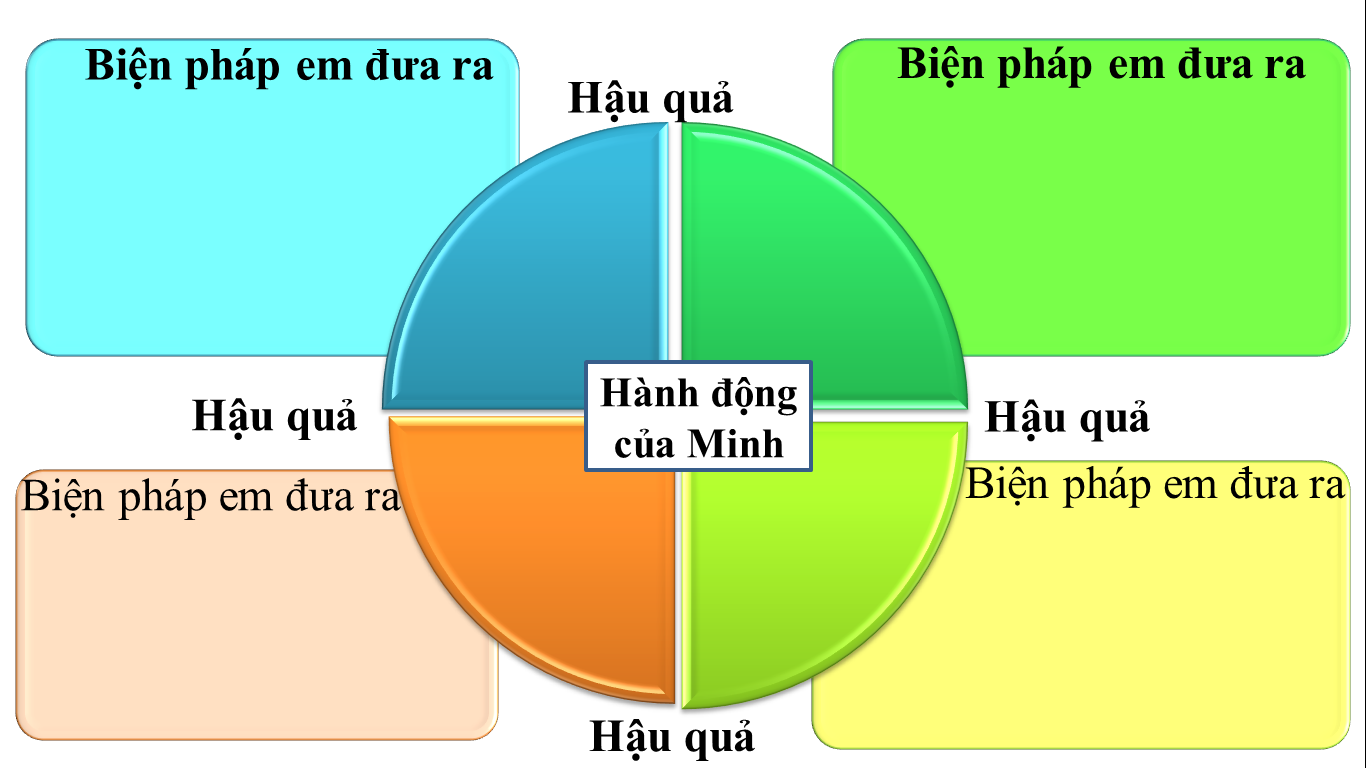 Biện pháp em đưa ra
Biện pháp em đưa ra
Hậu quả
Hành động
của Minh
Hậu quả
Hậu quả
Biện pháp em đưa ra
Biện pháp em đưa ra
Hậu quả